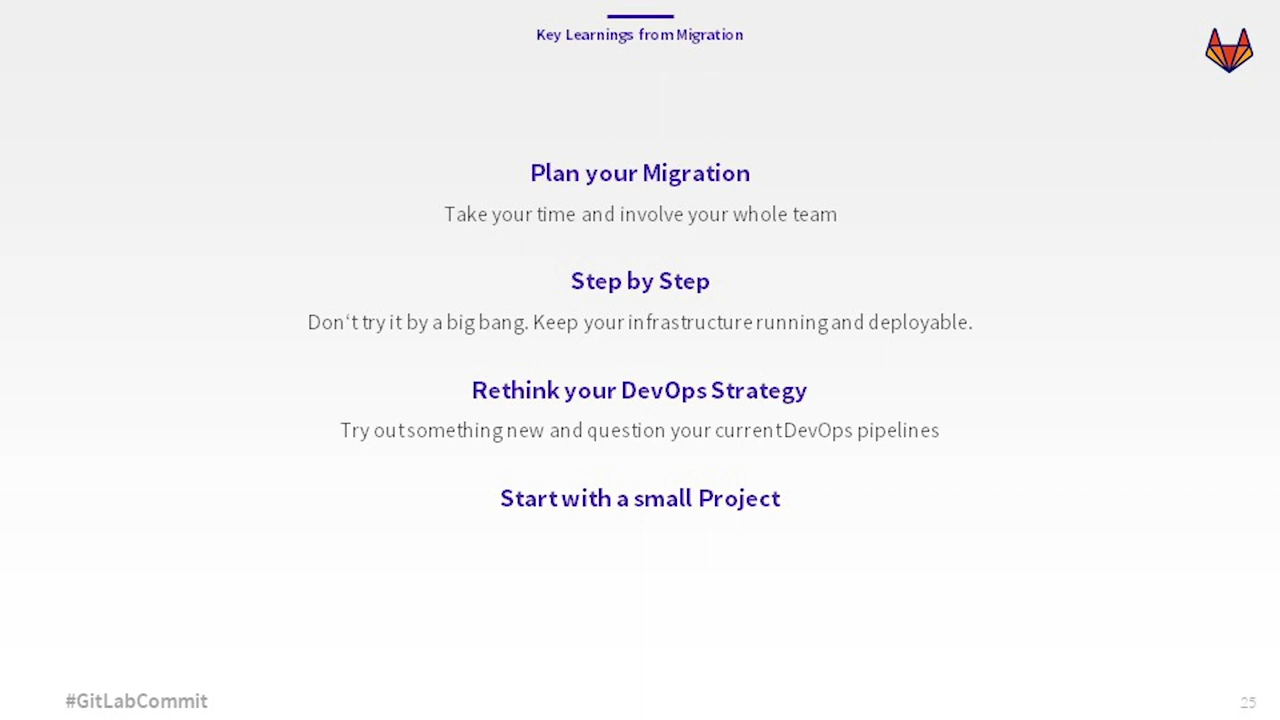 Key Learnings from Migration
Plan your Migration
Take your time and involve your whole team
Step by Step
Don‘t try it by a big bang. Keep your infrastructure running and deployable.
Rethink your DevOps Strategy
Try out something new and question your current DevOps pipelines
Start with a small Project
#GitLabCommit
25